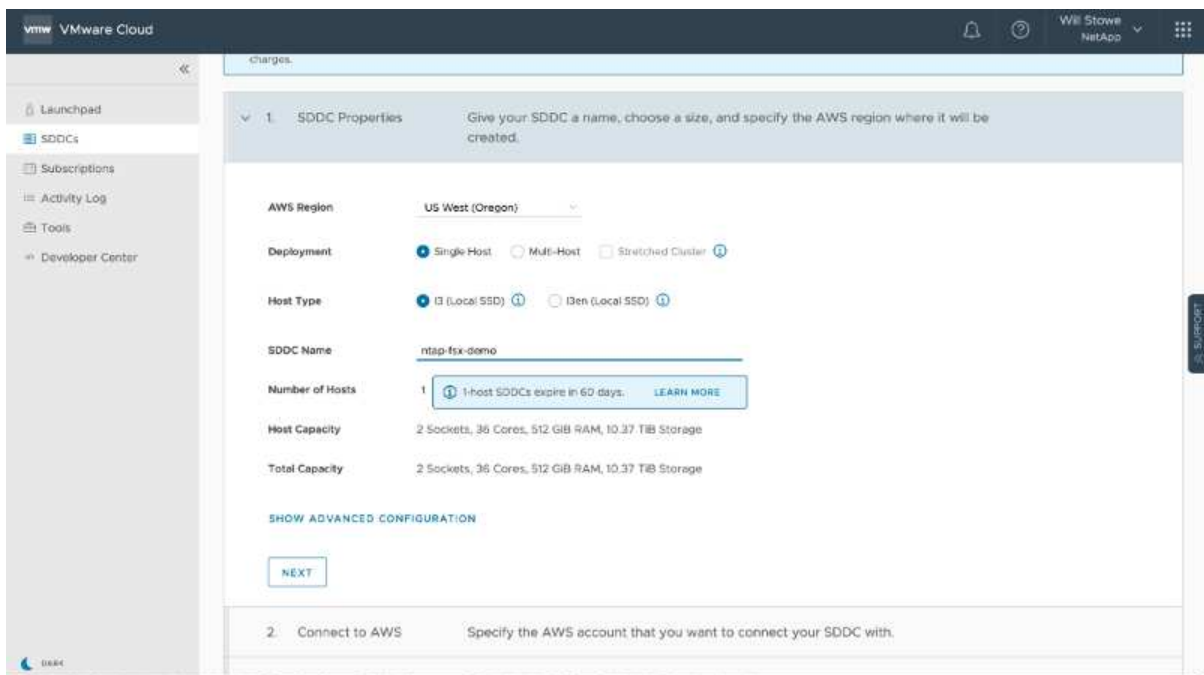 vmw VMware Cloud
Will Stowe
NetApp
charges.
Launchpad
SDDCs
Subscriptions
Activity Log
Tools
Developer Center
1. SDDC Properties Give your SDDC a name, choose a size, and specify the AWS region where it will be
created.
AWS Region US West (Oregon)
Deployment Single Host Multi-Host Stretched Cluster
Host Type I3 (Local SSD) I3en (Local SSD)
SDDC Name ntap-fsx-demo
Number of Hosts 1 1-host SDDCs expire in 60 days. LEARN MORE
Host Capacity 2 Sockets, 36 Cores, 512 GiB RAM, 10.37 TiB Storage
Total Capacity 2 Sockets, 36 Cores, 512 GiB RAM, 10.37 TiB Storage
SHOW ADVANCED CONFIGURATION
NEXT
2. Connect to AWS Specify the AWS account that you want to connect your SDDC with.
DARK
SUPPORT